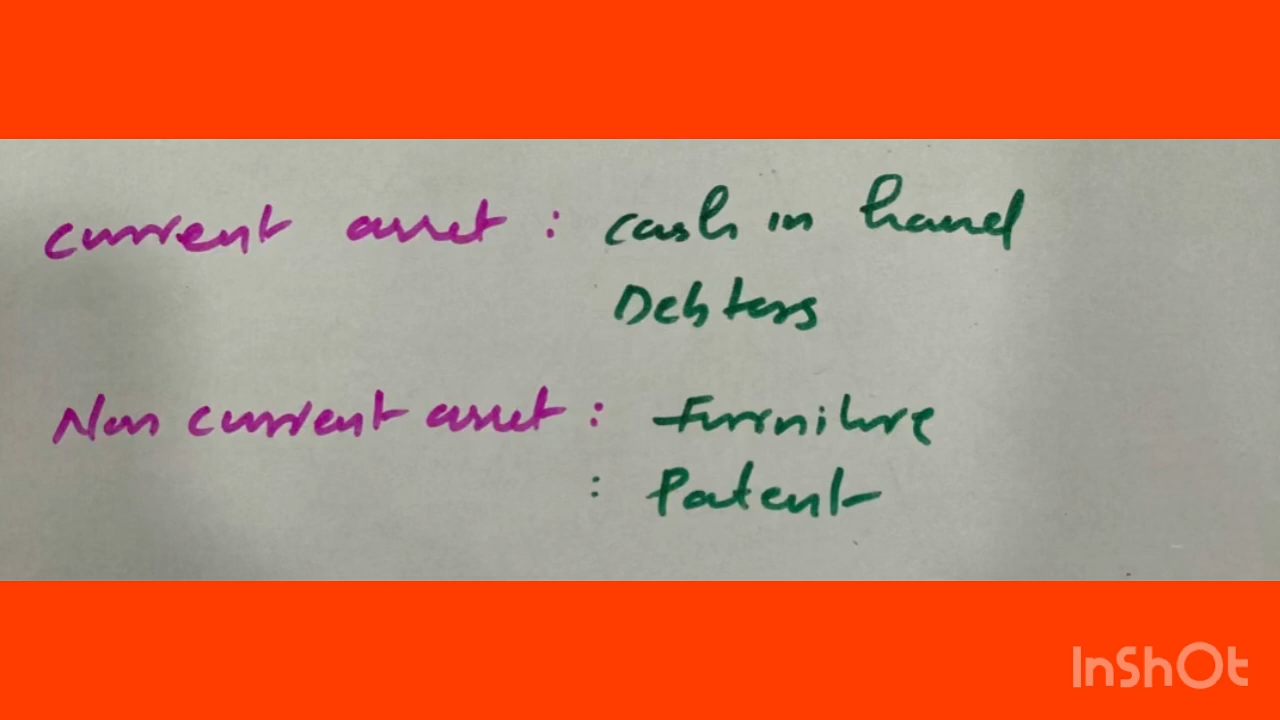 current asset : cash in hand
Debtors
Non current asset : Furniture
: Patent
InShOt